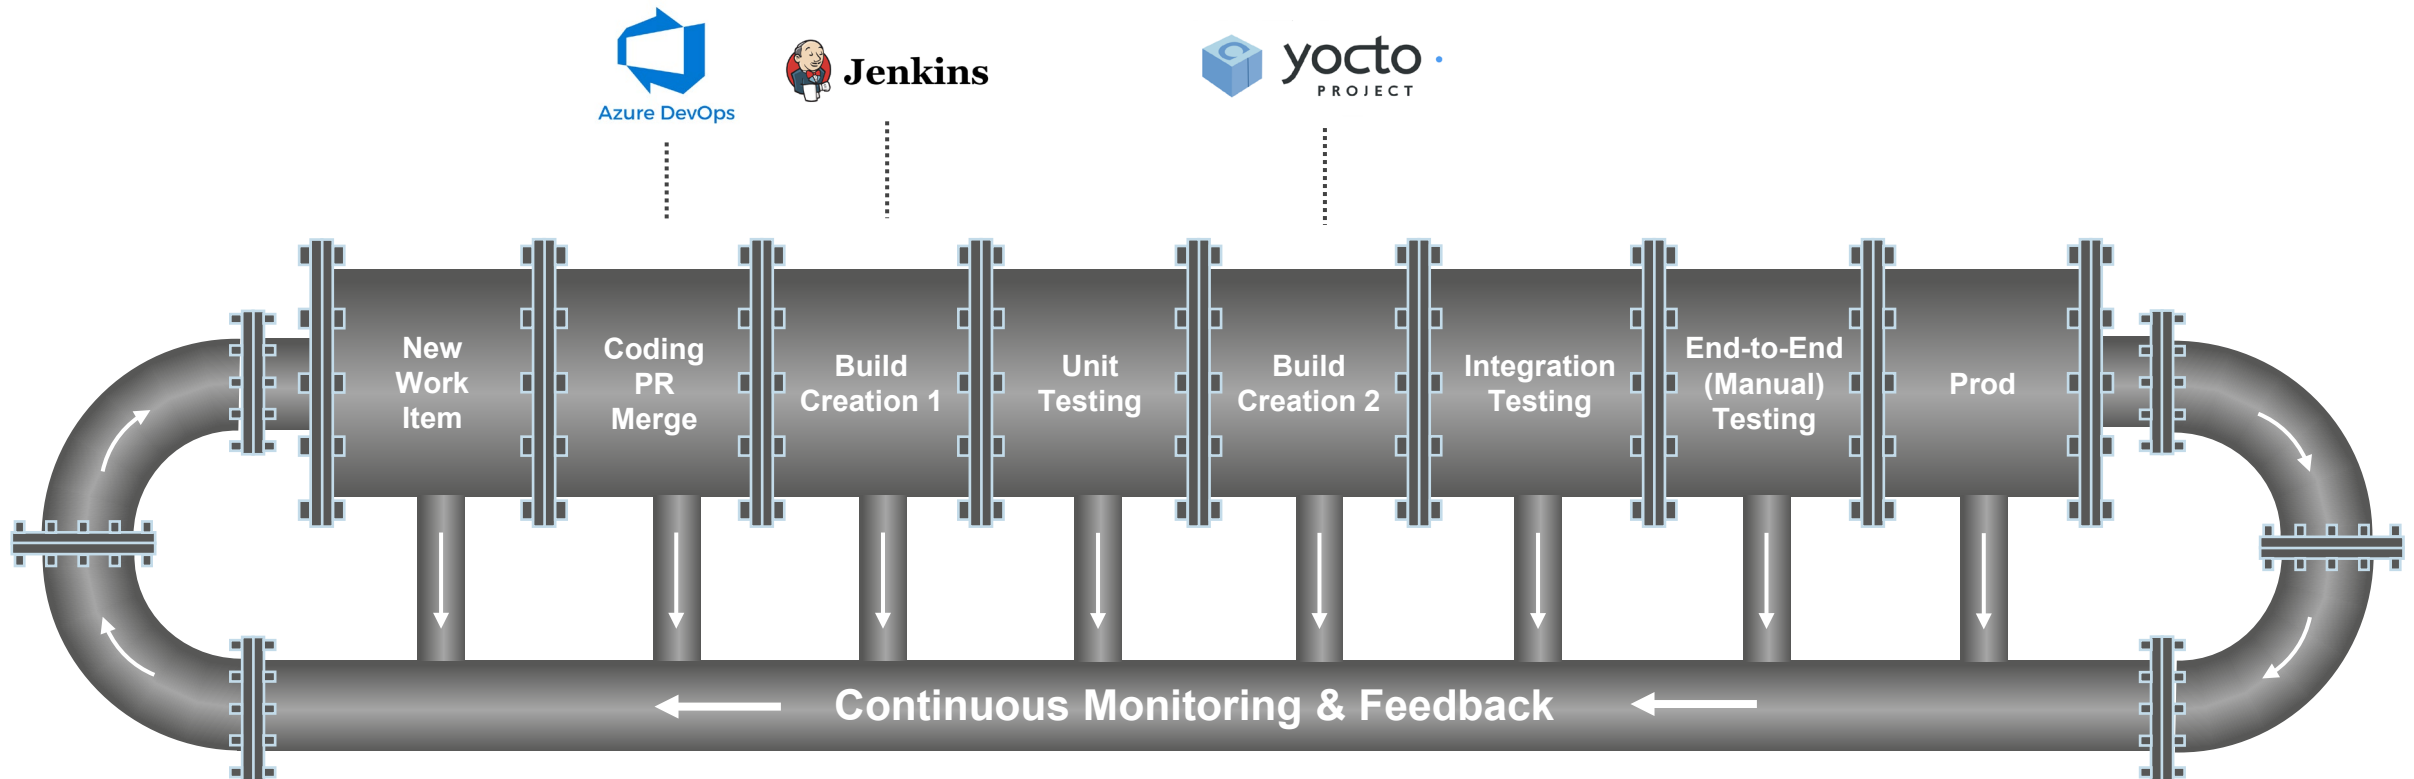 Azure DevOps
Jenkins
yocto
PROJECT
New
Work
Item
Coding
PR
Merge
Build
Creation 1
Unit
Testing
Build
Creation 2
Integration
Testing
End-to-End
(Manual)
Testing
Prod
Continuous Monitoring & Feedback